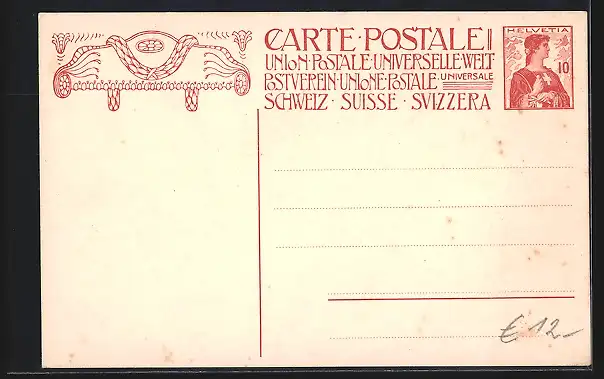 CARTE · POSTALE
UNION · POSTALE · UNIVERSELLE · WELT
POSTVEREIN · UNIONE · POSTALE · UNIVERSALE
SCHWEIZ · SUISSE · SVIZZERA
HELVETIA
10
€ 12.-